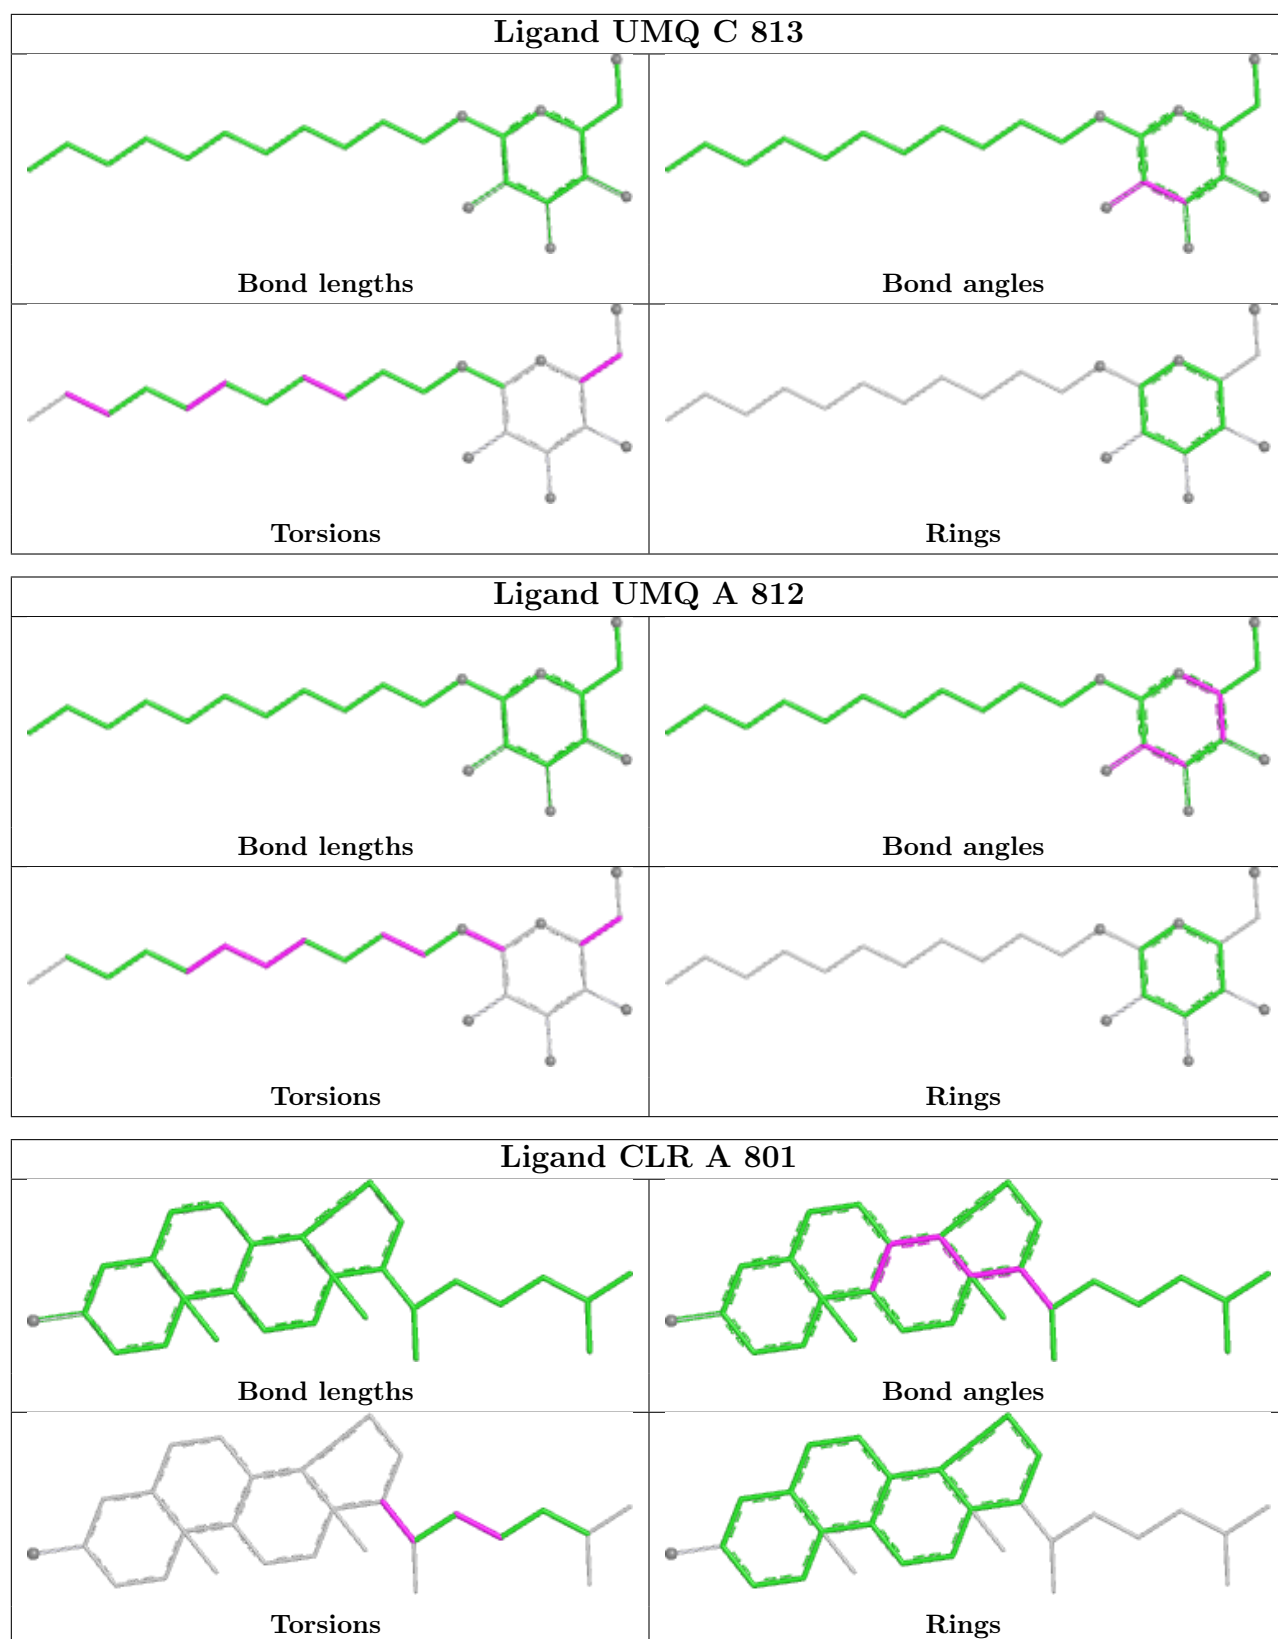 Ligand UMQ C 813
Bond lengths
Bond angles
Torsions
Rings
Ligand UMQ A 812
Bond lengths
Bond angles
Torsions
Rings
Ligand CLR A 801
Bond lengths
Bond angles
Torsions
Rings